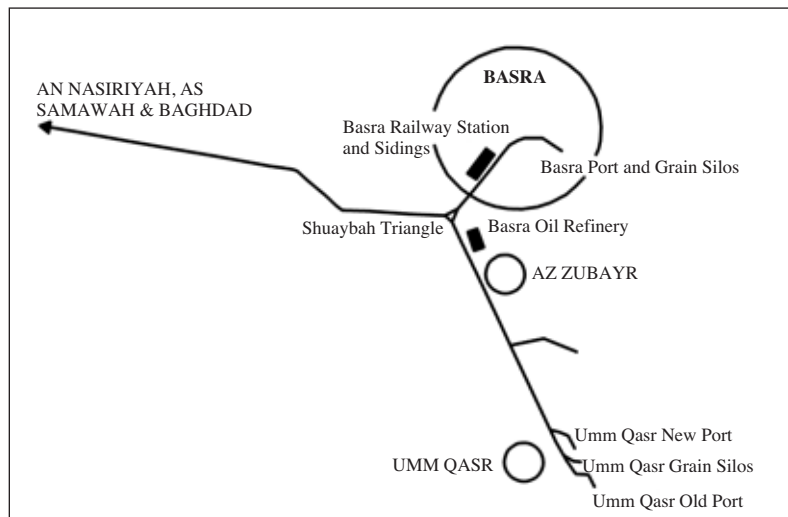 BASRA
AN NASIRIYAH, AS
SAMAWAH & BAGHDAD
Basra Railway Station
and Sidings
Basra Port and Grain Silos
Shuaybah Triangle
Basra Oil Refinery
AZ ZUBAYR
Umm Qasr New Port
UMM QASR
Umm Qasr Grain Silos
Umm Qasr Old Port